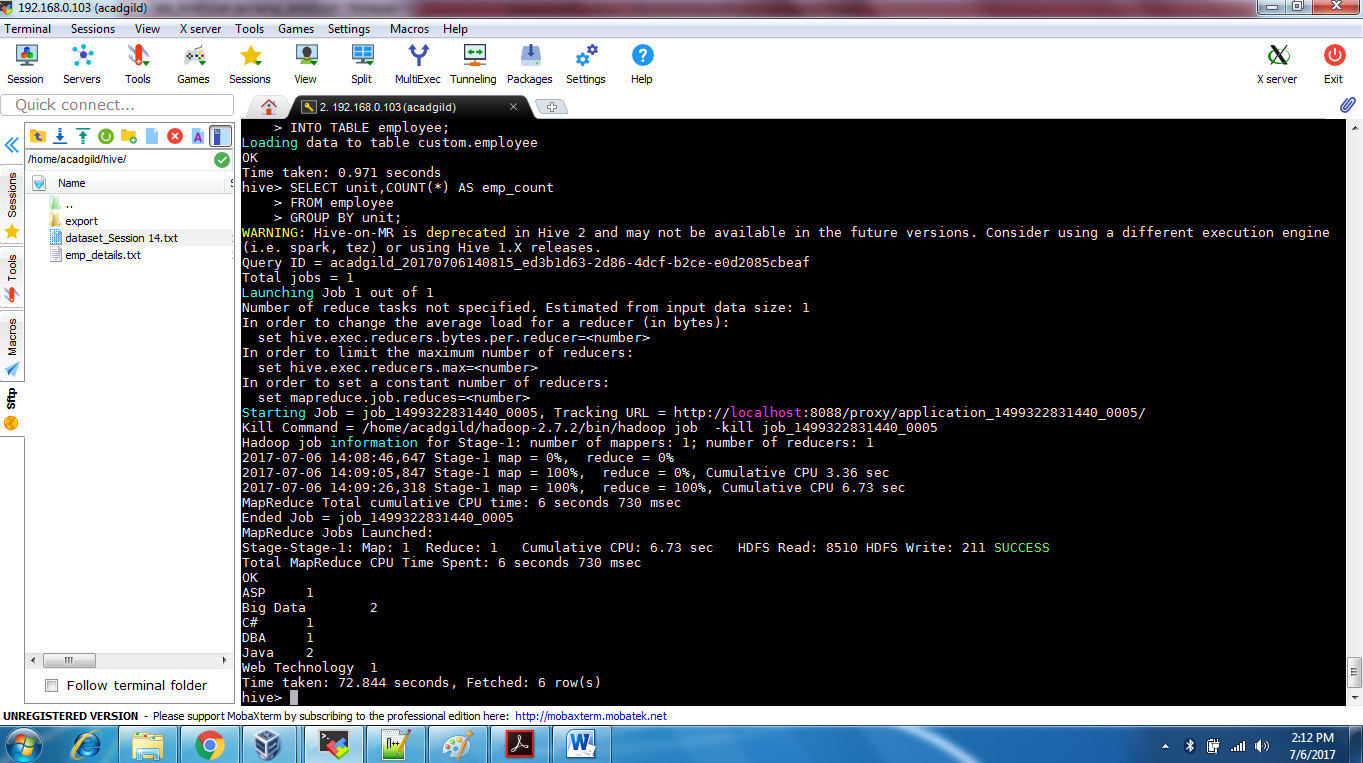 192.168.0.103 (acadgild)
Terminal Sessions View X server Tools Games Settings Macros Help
Session Servers Tools Games Sessions View Split MultiExec Tunneling Packages Settings Help X server Exit
Quick connect...
2. 192.168.0.103 (acadgild)
/home/acadgild/hive/
Name
..
export
dataset_Session 14.txt
emp_details.txt
Sessions
Tools
Macros
Sftp
Follow terminal folder
> INTO TABLE employee;
Loading data to table custom.employee
OK
Time taken: 0.971 seconds
hive> SELECT unit,COUNT(*) AS emp_count
> FROM employee
> GROUP BY unit;
WARNING: Hive-on-MR is deprecated in Hive 2 and may not be available in the future versions. Consider using a different execution engine
(i.e. spark, tez) or using Hive 1.X releases.
Query ID = acadgild_20170706140815_ed3b1d63-2d86-4dcf-b2ce-e0d2085cbeaf
Total jobs = 1
Launching Job 1 out of 1
Number of reduce tasks not specified. Estimated from input data size: 1
In order to change the average load for a reducer (in bytes):
set hive.exec.reducers.bytes.per.reducer=<number>
In order to limit the maximum number of reducers:
set hive.exec.reducers.max=<number>
In order to set a constant number of reducers:
set mapreduce.job.reduces=<number>
Starting Job = job_1499322831440_0005, Tracking URL = http://localhost:8088/proxy/application_1499322831440_0005/
Kill Command = /home/acadgild/hadoop-2.7.2/bin/hadoop job  -kill job_1499322831440_0005
Hadoop job information for Stage-1: number of mappers: 1; number of reducers: 1
2017-07-06 14:08:46,647 Stage-1 map = 0%,  reduce = 0%
2017-07-06 14:09:05,847 Stage-1 map = 100%,  reduce = 0%, Cumulative CPU 3.36 sec
2017-07-06 14:09:26,318 Stage-1 map = 100%,  reduce = 100%, Cumulative CPU 6.73 sec
MapReduce Total cumulative CPU time: 6 seconds 730 msec
Ended Job = job_1499322831440_0005
MapReduce Jobs Launched:
Stage-Stage-1: Map: 1  Reduce: 1   Cumulative CPU: 6.73 sec   HDFS Read: 8510 HDFS Write: 211 SUCCESS
Total MapReduce CPU Time Spent: 6 seconds 730 msec
OK
ASP 1
Big Data 2
C# 1
DBA 1
Java 2
Web Technology 1
Time taken: 72.844 seconds, Fetched: 6 row(s)
hive>
UNREGISTERED VERSION - Please support MobaXterm by subscribing to the professional edition here: http://mobaxterm.mobatek.net
2:12 PM
7/6/2017